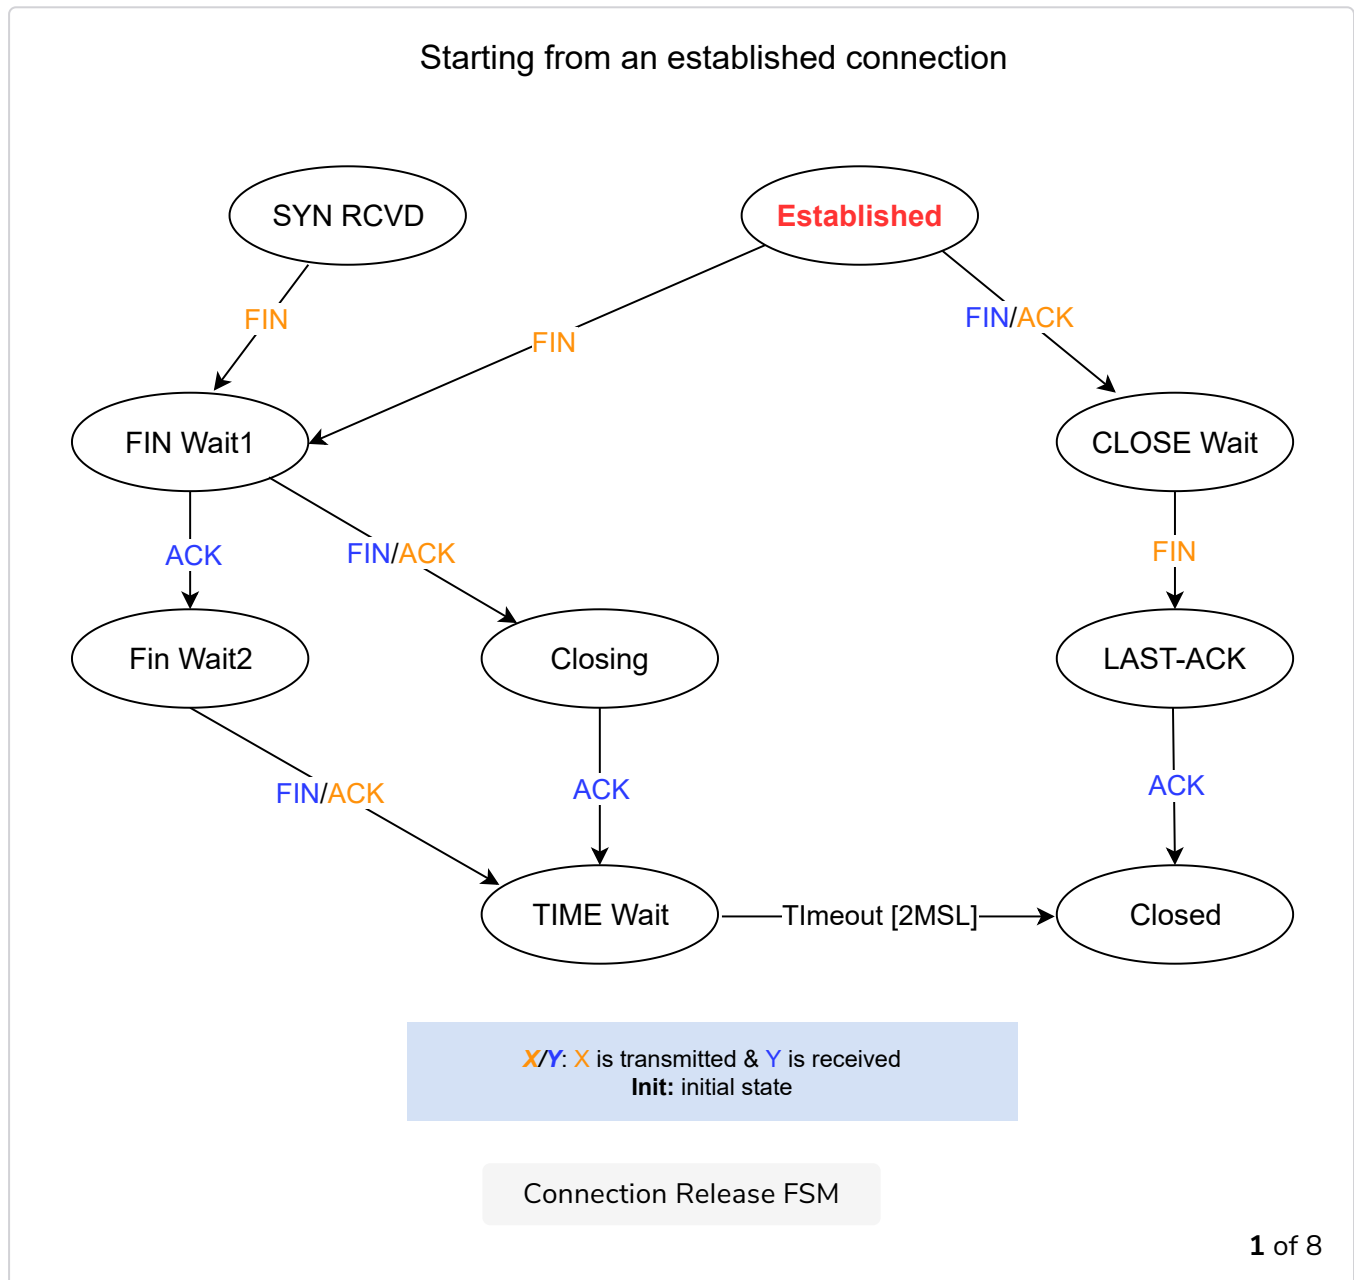 Starting from an established connection
SYN RCVD
Established
FIN
FIN
FIN/ACK
FIN Wait1
CLOSE Wait
ACK
FIN/ACK
FIN
Fin Wait2
Closing
LAST-ACK
FIN/ACK
ACK
ACK
TIME Wait
TImeout [2MSL]
Closed
X/Y: X is transmitted & Y is received
Init: initial state
Connection Release FSM
1 of 8